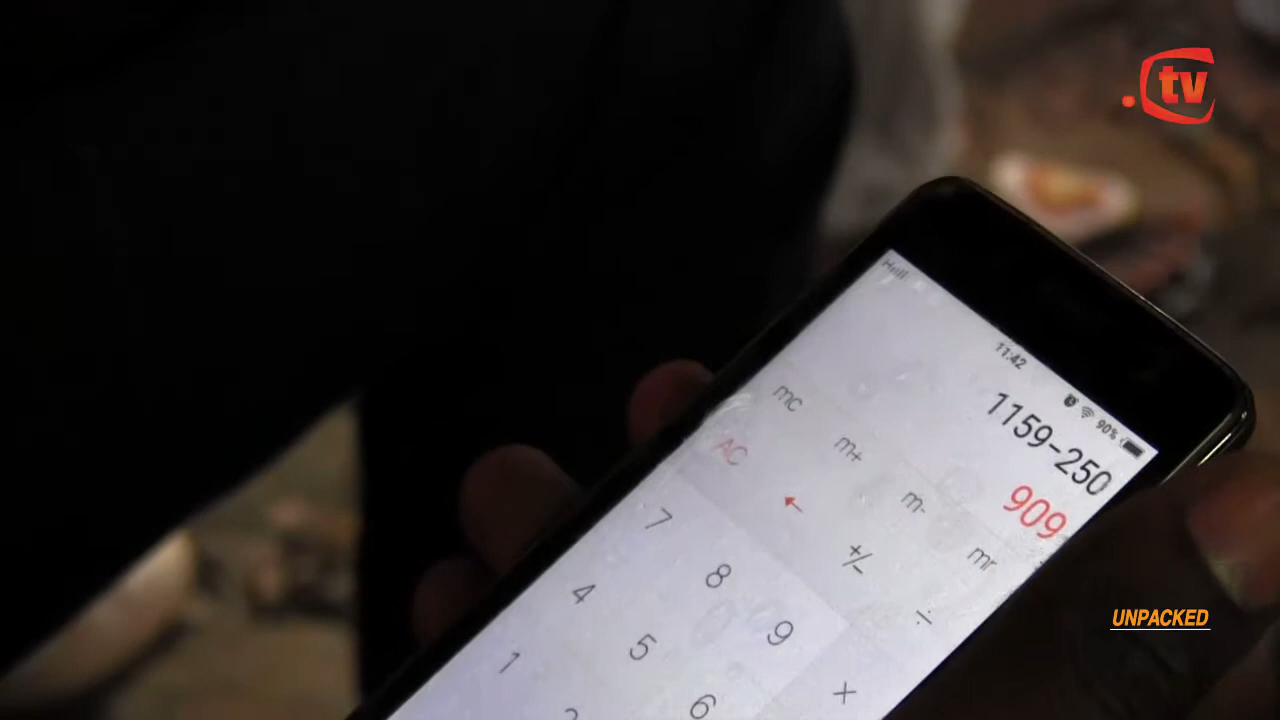 tv
11:42
90%
1159-250
909
mc
m+
m-
mr
AC
+/-
÷
7
8
9
×
4
5
6
1
UNPACKED